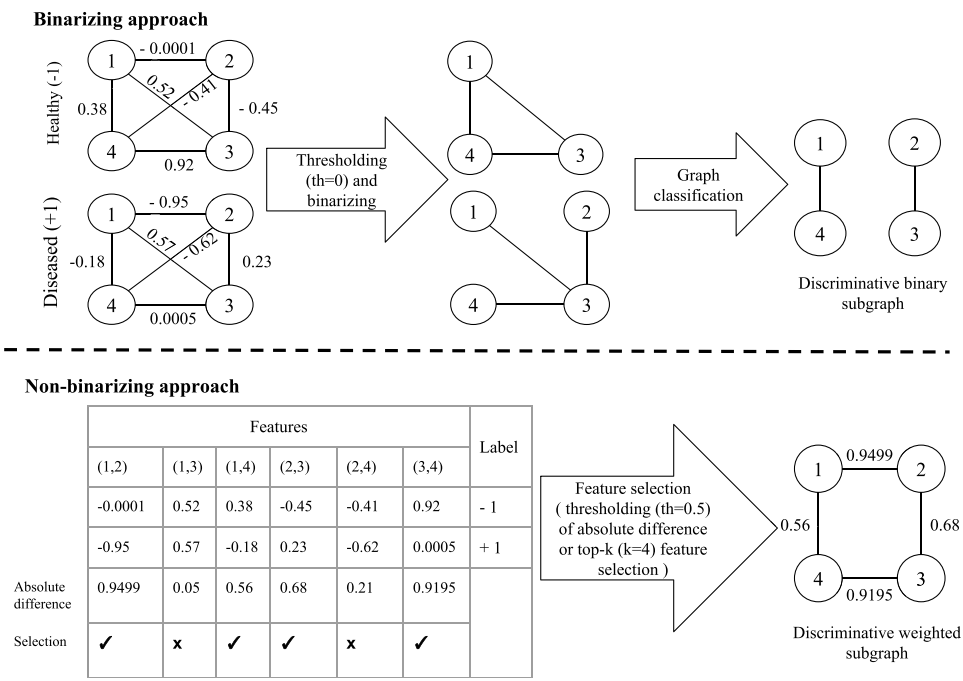 Binarizing approach
Healthy (-1)
1
- 0.0001
2
0.52
- 0.41
0.38
- 0.45
4
0.92
3
Diseased (+1)
1
- 0.95
2
0.57
- 0.62
-0.18
0.23
4
0.0005
3
Thresholding
(th=0) and
binarizing
1
4
3
1
2
4
3
Graph
classification
1
2
4
3
Discriminative binary
subgraph
Non-binarizing approach
Features
Label
(1,2) (1,3) (1,4) (2,3) (2,4) (3,4)
-0.0001 0.52 0.38 -0.45 -0.41 0.92 - 1
-0.95 0.57 -0.18 0.23 -0.62 0.0005 + 1
Absolute
difference
0.9499 0.05 0.56 0.68 0.21 0.9195
Selection ✓ x ✓ ✓ x ✓
Feature selection
( thresholding (th=0.5)
of absolute difference
or top-k (k=4) feature
selection )
1
0.9499
2
0.56
0.68
4
0.9195
3
Discriminative weighted
subgraph